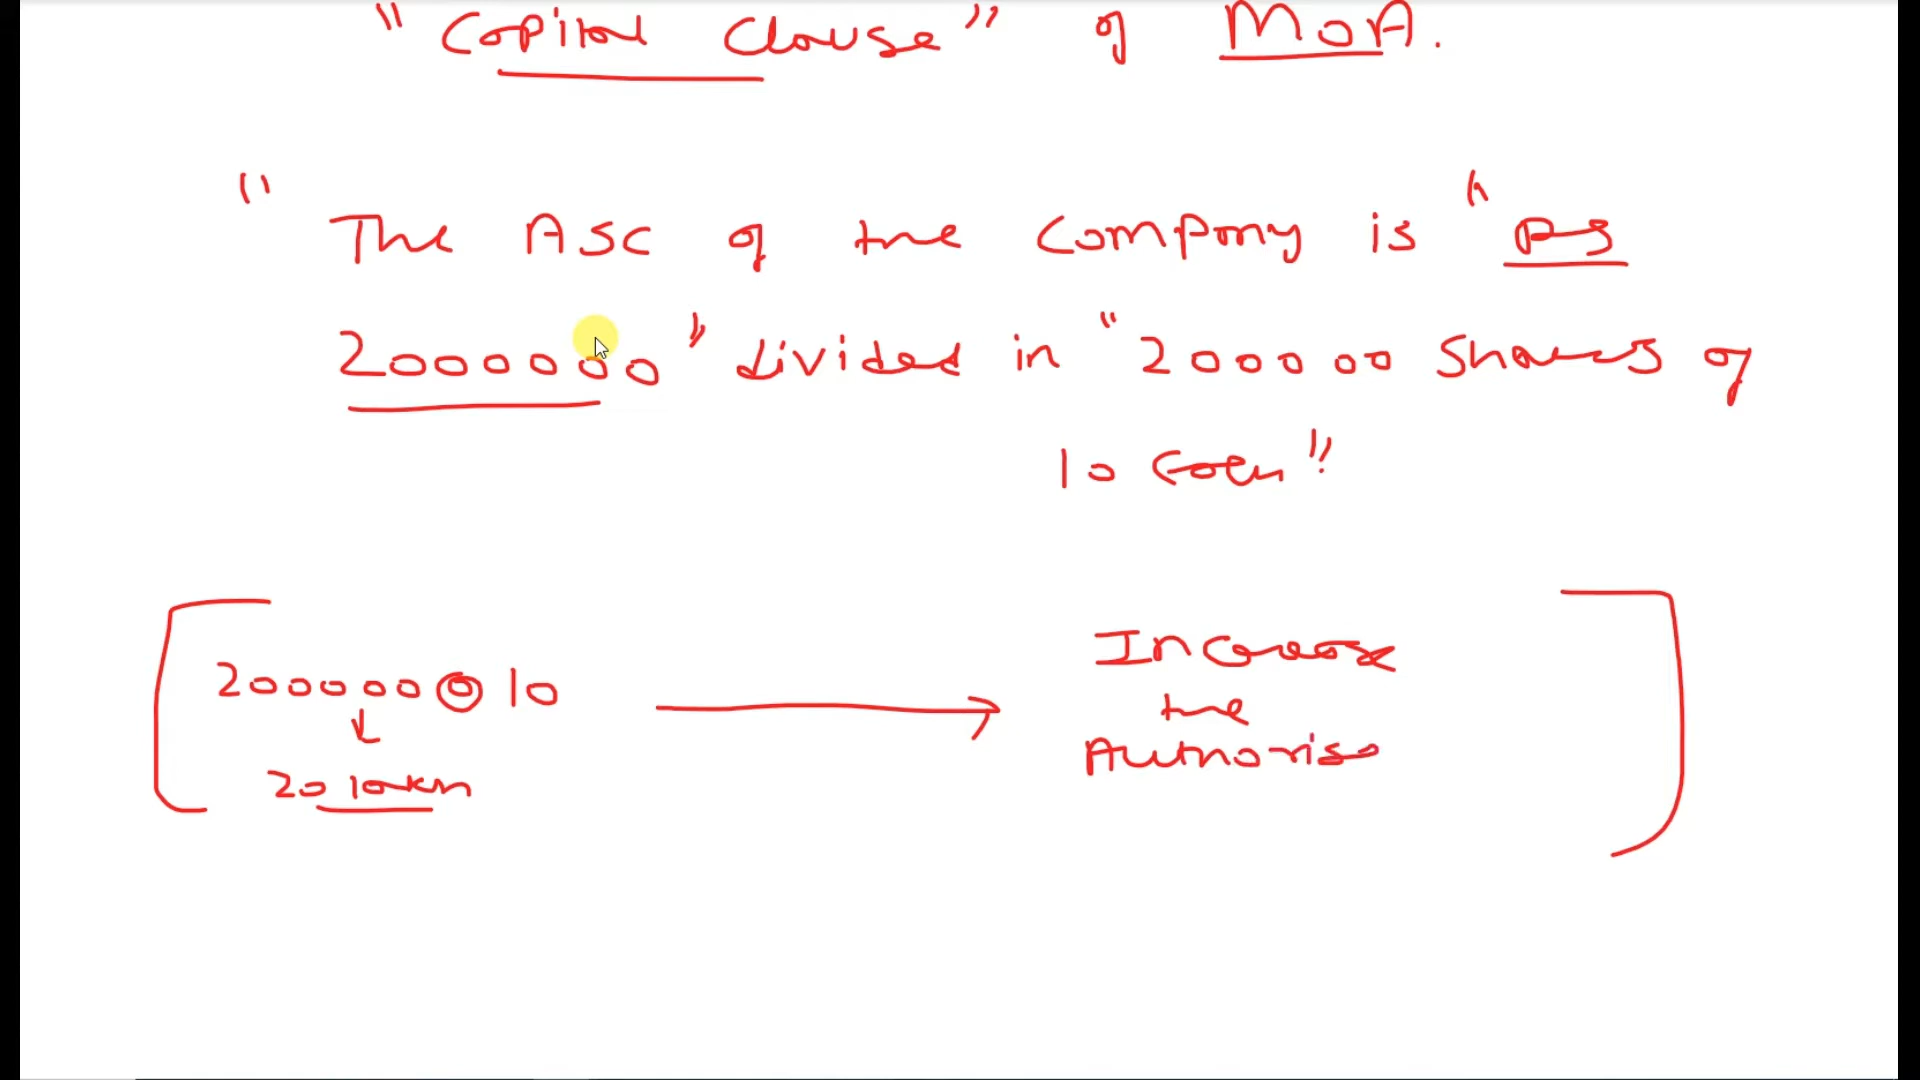 "Capital Clause" of MOA.
"The ASC of the Company is "Rs
2000000" divided in "200000 Shares of
10 each"
200000 @ 10
↓
20 lakh
→
Increase
the
Authorise